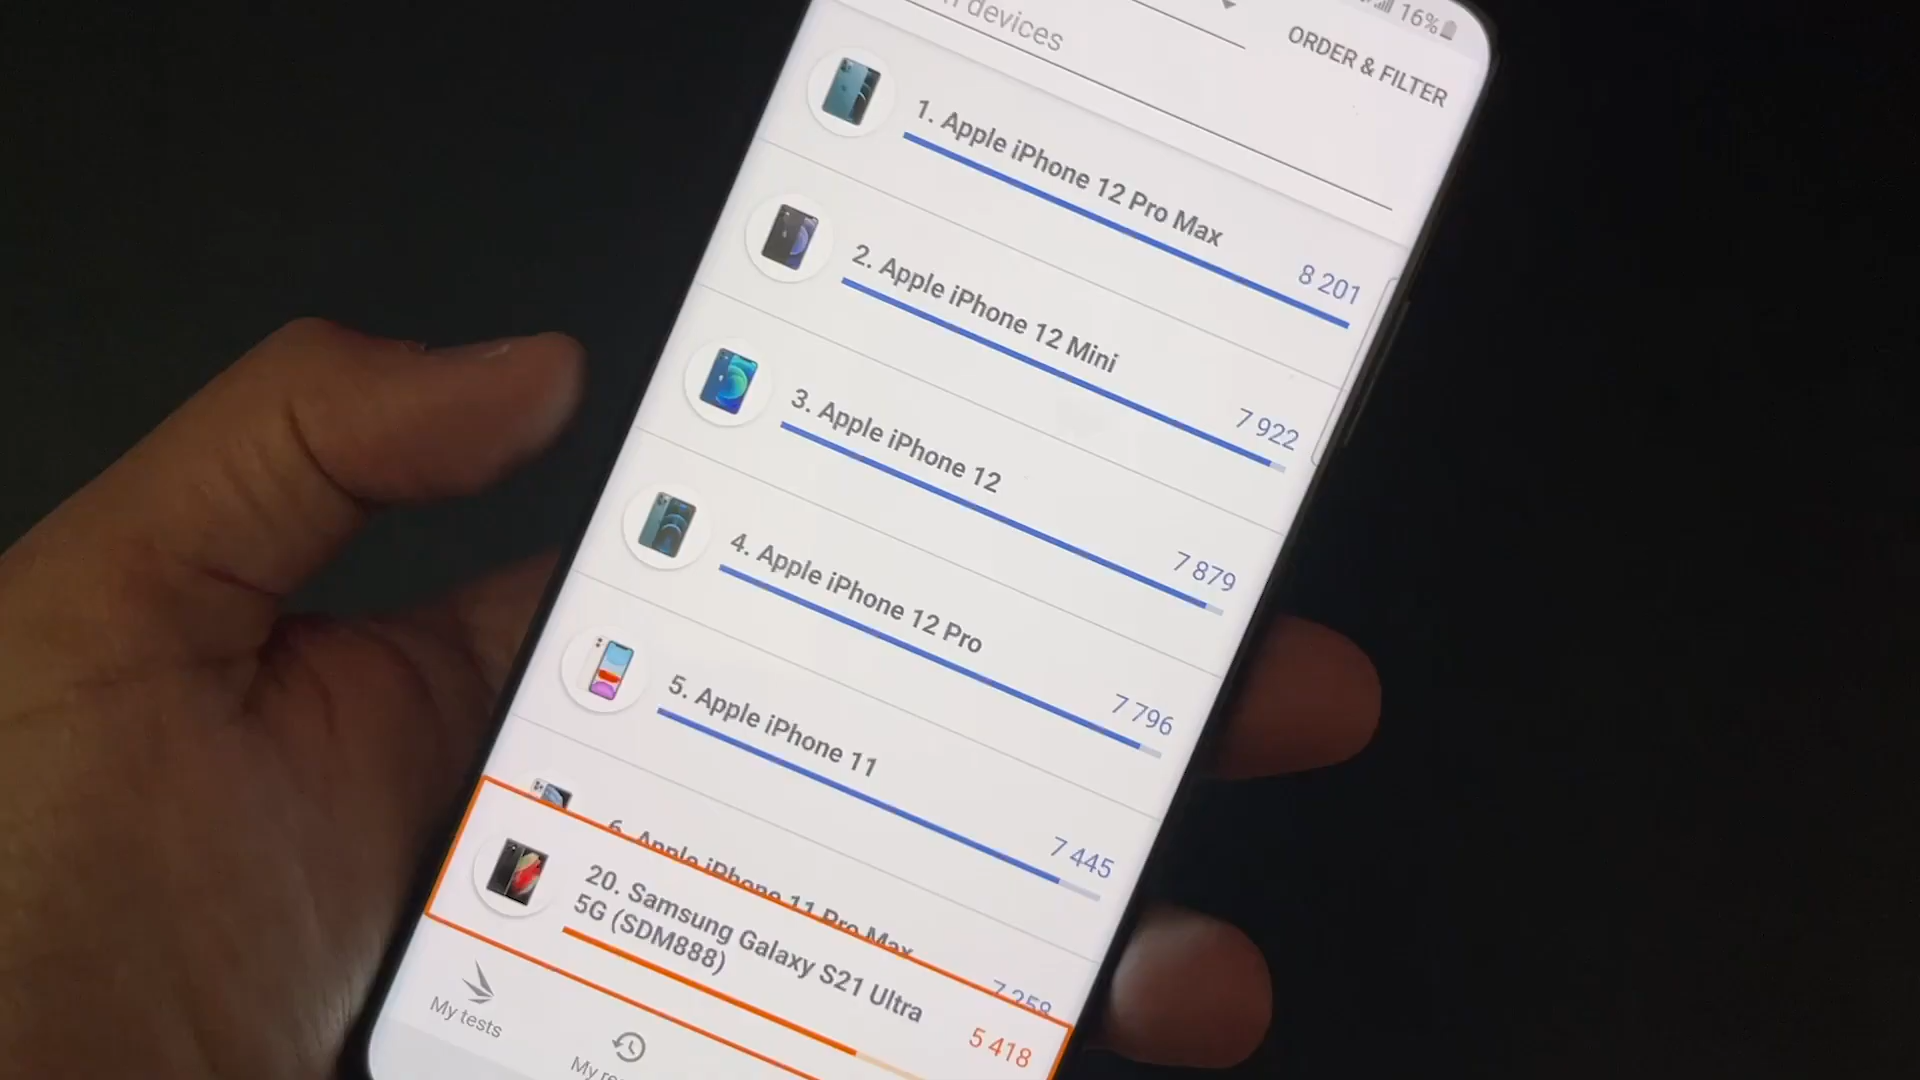 16%
devices
ORDER & FILTER
1. Apple iPhone 12 Pro Max
8 201
2. Apple iPhone 12 Mini
7 922
3. Apple iPhone 12
7 879
4. Apple iPhone 12 Pro
7 796
5. Apple iPhone 11
7 445
6. Apple iPhone 11 Pro Max
7 258
20. Samsung Galaxy S21 Ultra
5G (SDM888)
5 418
My tests
My